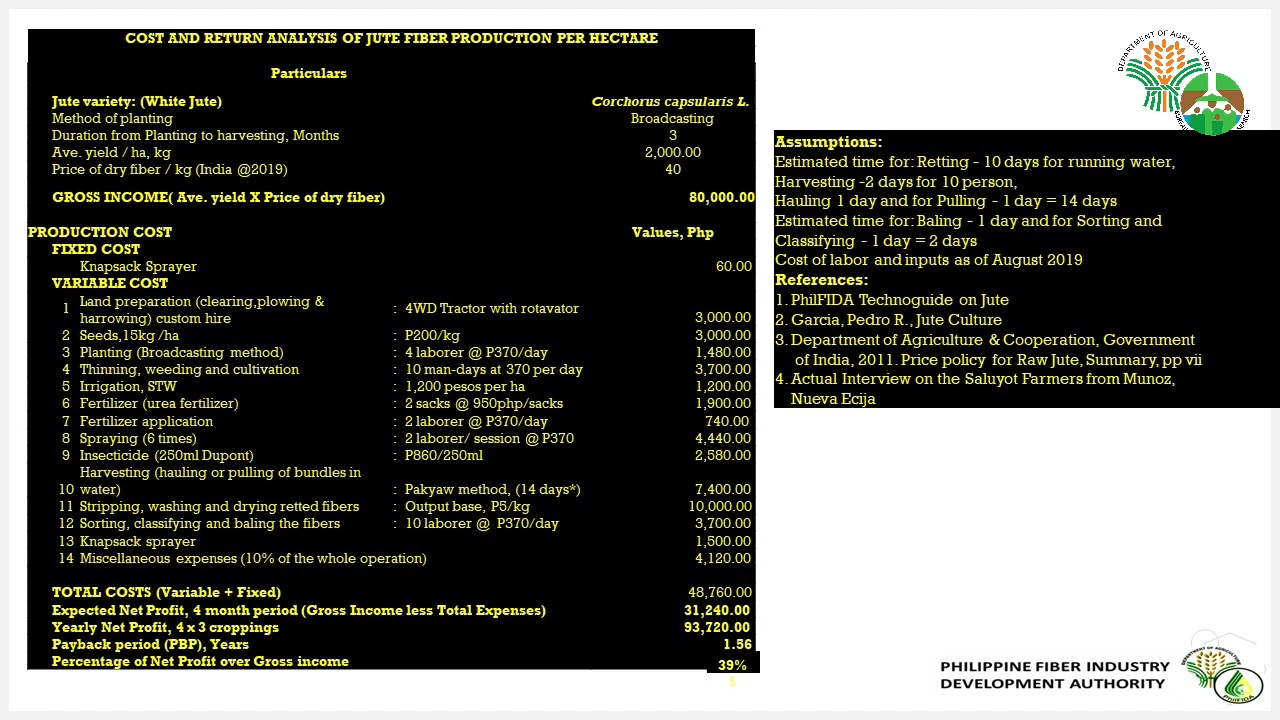 COST AND RETURN ANALYSIS OF JUTE FIBER PRODUCTION PER HECTARE
Particulars
Jute variety: (White Jute) Corchorus capsularis L.
Method of planting Broadcasting
Duration from Planting to harvesting, Months 3
Ave. yield / ha, kg 2,000.00
Price of dry fiber / kg (India @2019) 40
GROSS INCOME( Ave. yield X Price of dry fiber) 80,000.00
PRODUCTION COST Values, Php
FIXED COST
Knapsack Sprayer 60.00
VARIABLE COST
1 Land preparation (clearing,plowing & harrowing) custom hire : 4WD Tractor with rotavator 3,000.00
2 Seeds,15kg /ha : P200/kg 3,000.00
3 Planting (Broadcasting method) : 4 laborer @ P370/day 1,480.00
4 Thinning, weeding and cultivation : 10 man-days at 370 per day 3,700.00
5 Irrigation, STW : 1,200 pesos per ha 1,200.00
6 Fertilizer (urea fertilizer) : 2 sacks @ 950php/sacks 1,900.00
7 Fertilizer application : 2 laborer @ P370/day 740.00
8 Spraying (6 times) : 2 laborer/ session @ P370 4,440.00
9 Insecticide (250ml Dupont) : P860/250ml 2,580.00
10 Harvesting (hauling or pulling of bundles in water) : Pakyaw method, (14 days*) 7,400.00
11 Stripping, washing and drying retted fibers : Output base, P5/kg 10,000.00
12 Sorting, classifying and baling the fibers : 10 laborer @ P370/day 3,700.00
13 Knapsack sprayer 1,500.00
14 Miscellaneous expenses (10% of the whole operation) 4,120.00
TOTAL COSTS (Variable + Fixed) 48,760.00
Expected Net Profit, 4 month period (Gross Income less Total Expenses) 31,240.00
Yearly Net Profit, 4 x 3 croppings 93,720.00
Payback period (PBP), Years 1.56
Percentage of Net Profit over Gross income 39%
5
DEPARTMENT OF AGRICULTURE
Assumptions:
Estimated time for: Retting - 10 days for running water,
Harvesting -2 days for 10 person,
Hauling 1 day and for Pulling - 1 day = 14 days
Estimated time for: Baling - 1 day and for Sorting and
Classifying - 1 day = 2 days
Cost of labor and inputs as of August 2019
References:
1. PhilFIDA Technoguide on Jute
2. Garcia, Pedro R., Jute Culture
3. Department of Agriculture & Cooperation, Government
of India, 2011. Price policy for Raw Jute, Summary, pp vii
4. Actual Interview on the Saluyot Farmers from Munoz,
Nueva Ecija
PHILIPPINE FIBER INDUSTRY
DEVELOPMENT AUTHORITY
PhilFIDA